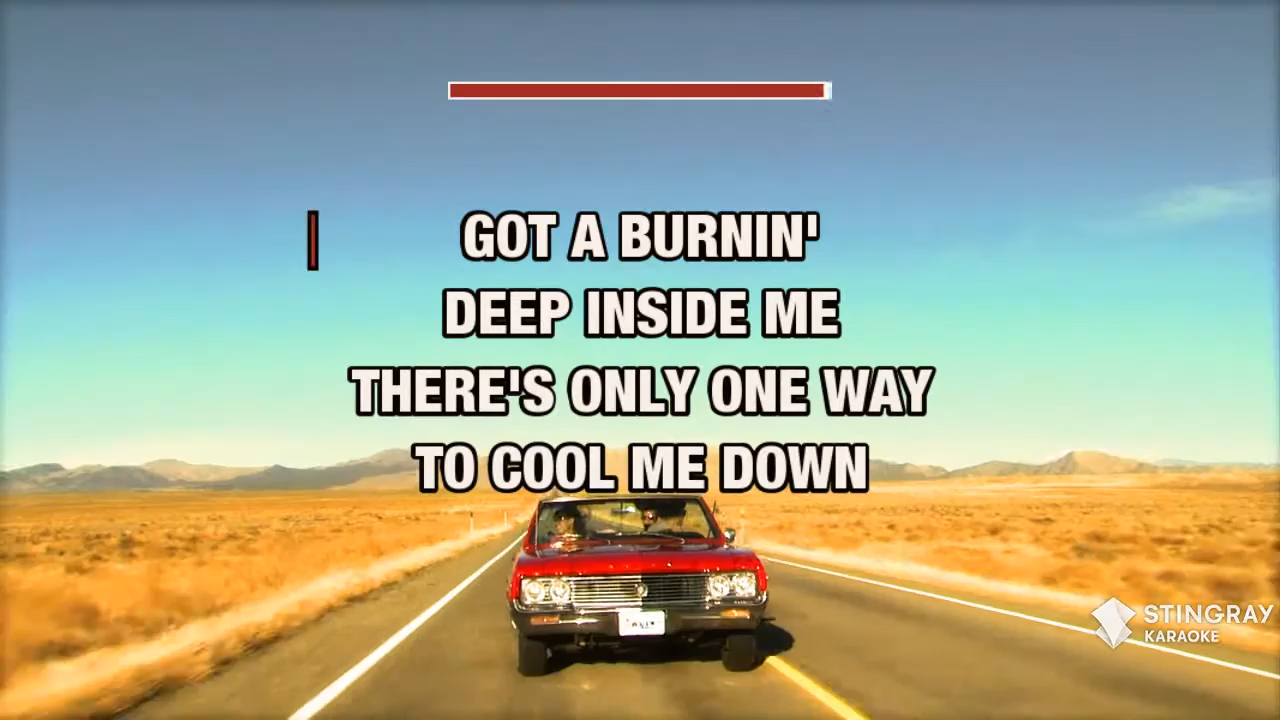 GOT A BURNIN'
DEEP INSIDE ME
THERE'S ONLY ONE WAY
TO COOL ME DOWN
STINGRAY
KARAOKE